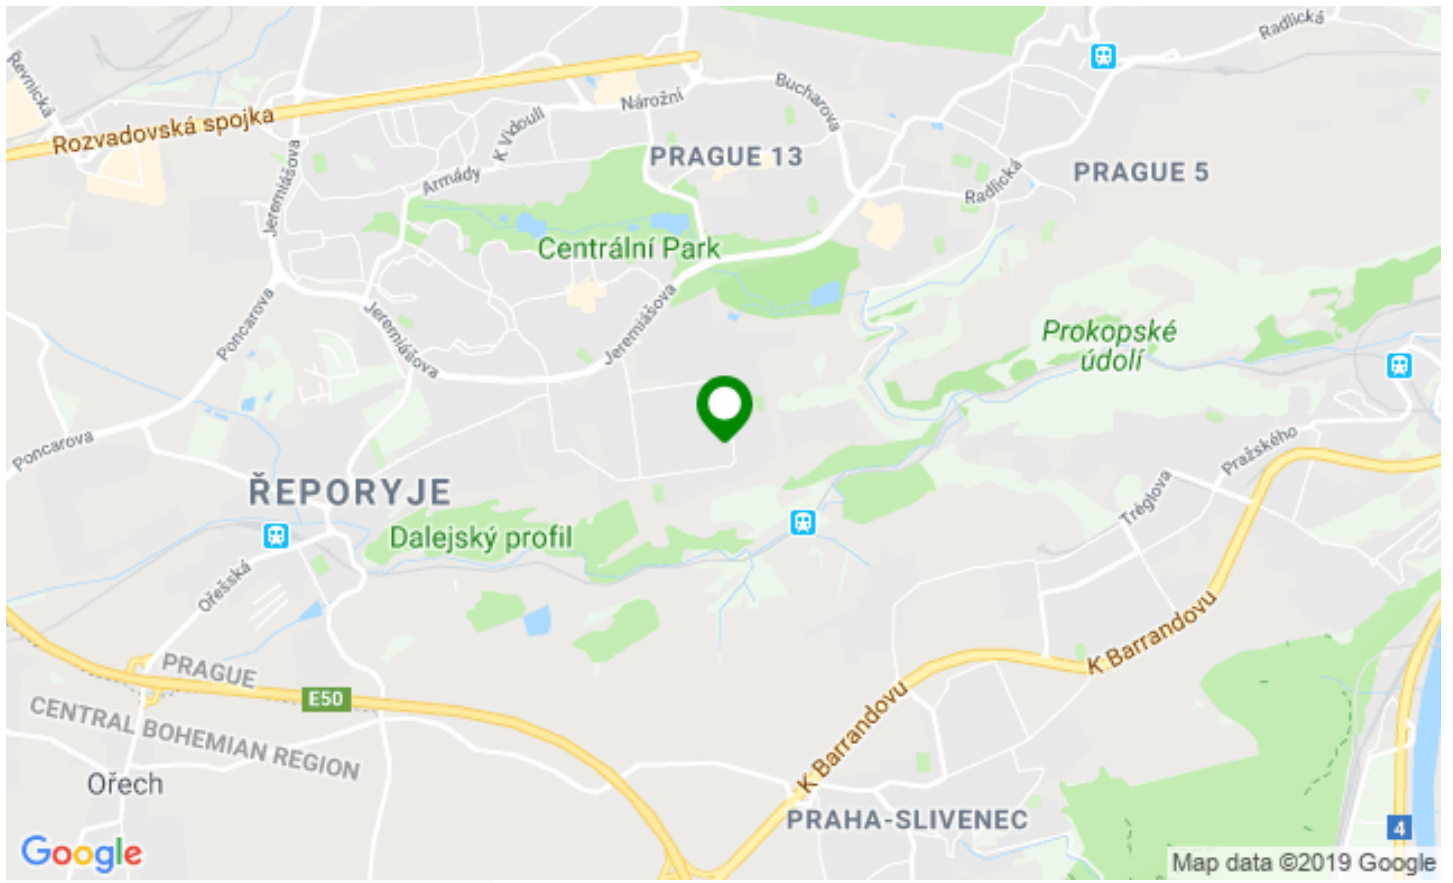 Radlická
Řevnická
Rozvadovská spojka
Nárožní
Bucharova
K Vidouli
Armády
Jeremiášova
PRAGUE 13
PRAGUE 5
Radlická
Centrální Park
Poncarova
Jeremiášova
Jeremiášova
Prokopské
údolí
Poncarova
Pražského
Tréglova
ŘEPORYJE
Dalejský profil
Ořešská
K Barrandovu
PRAGUE
E50
CENTRAL BOHEMIAN REGION
K Barrandovu
Ořech
PRAHA-SLIVENEC
4
Google
Map data ©2019 Google